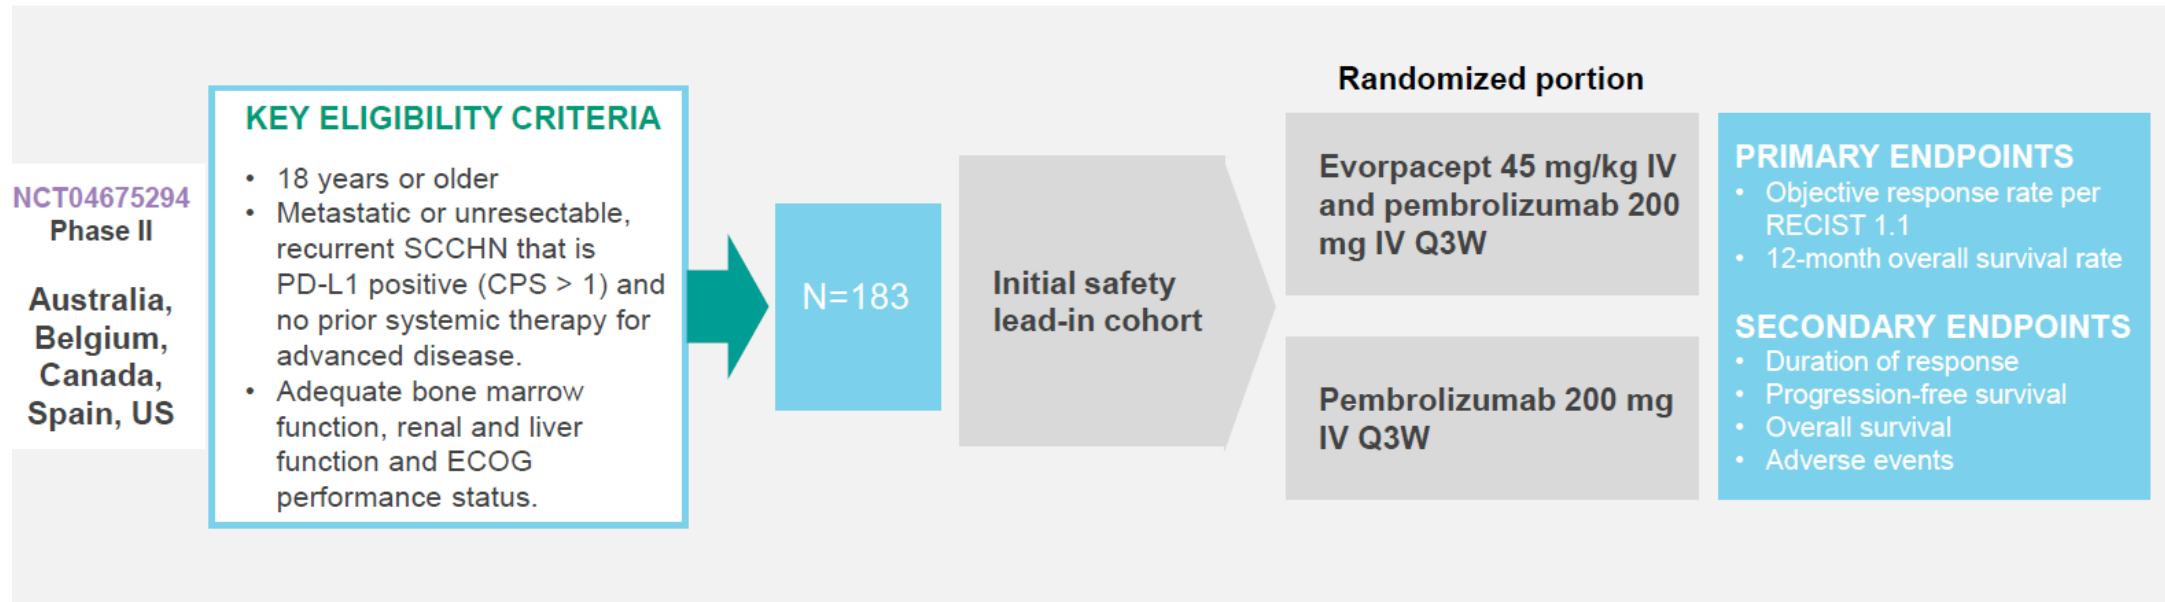 NCT04675294
Phase II
Australia,
Belgium,
Canada,
Spain, US
KEY ELIGIBILITY CRITERIA
• 18 years or older
• Metastatic or unresectable,
recurrent SCCHN that is
PD-L1 positive (CPS > 1) and
no prior systemic therapy for
advanced disease.
• Adequate bone marrow
function, renal and liver
function and ECOG
performance status.
N=183
Initial safety
lead-in cohort
Randomized portion
Evorpacept 45 mg/kg IV
and pembrolizumab 200
mg IV Q3W
Pembrolizumab 200 mg
IV Q3W
PRIMARY ENDPOINTS
• Objective response rate per
RECIST 1.1
• 12-month overall survival rate
SECONDARY ENDPOINTS
• Duration of response
• Progression-free survival
• Overall survival
• Adverse events